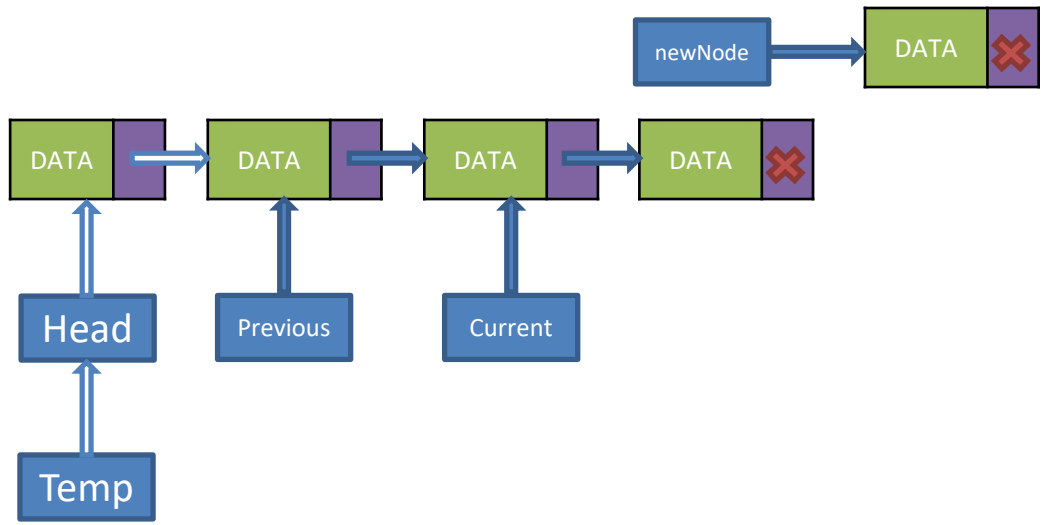 newNode
DATA
DATA
DATA
DATA
DATA
Head
Previous
Current
Temp